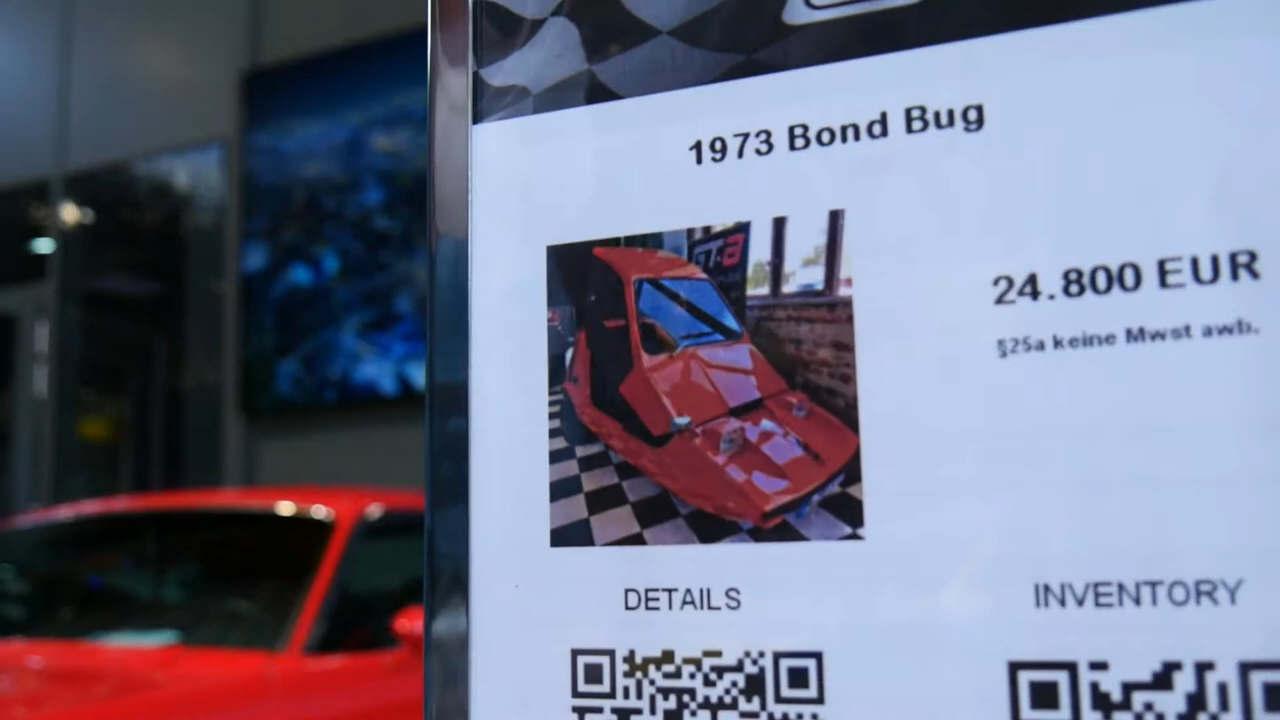 1973 Bond Bug
24.800 EUR
§25a keine Mwst awb.
DETAILS
INVENTORY